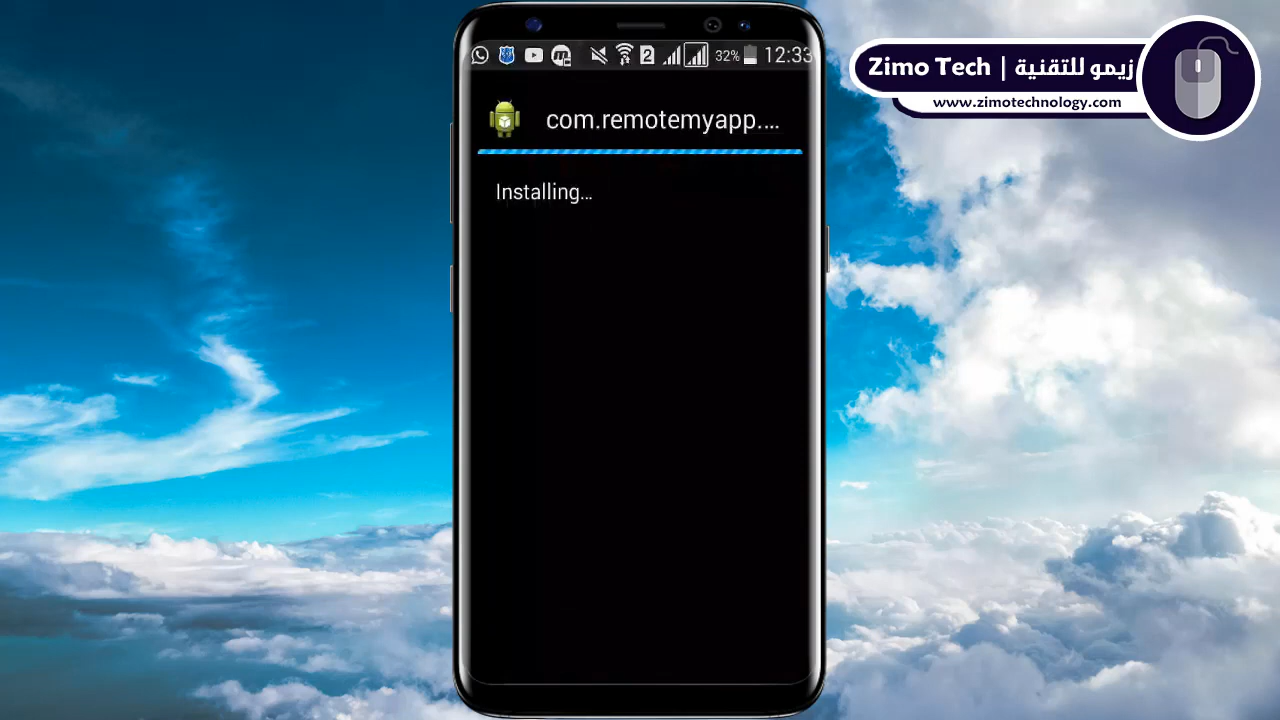 32% 12:33
com.remotemyapp....
Installing...
Zimo Tech | زيمو للتقنية
www.zimotechnology.com